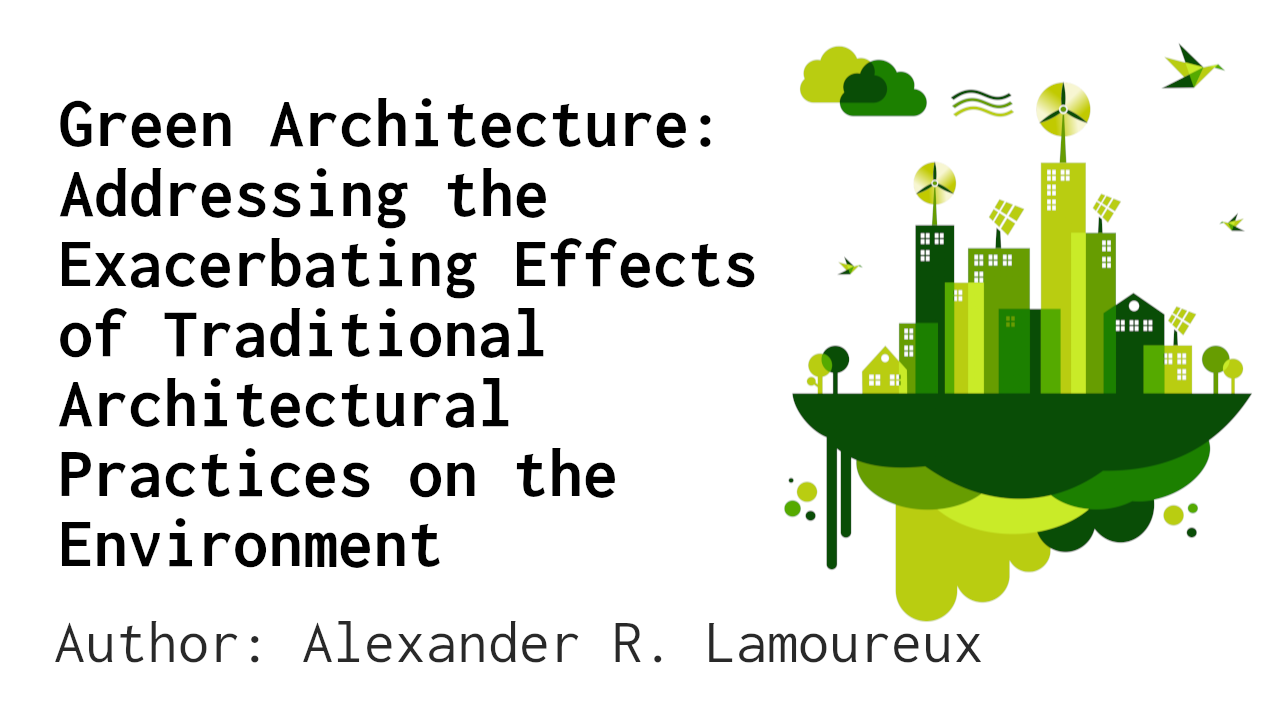 Green Architecture:
Addressing the
Exacerbating Effects
of Traditional
Architectural
Practices on the
Environment
Author: Alexander R. Lamoureux